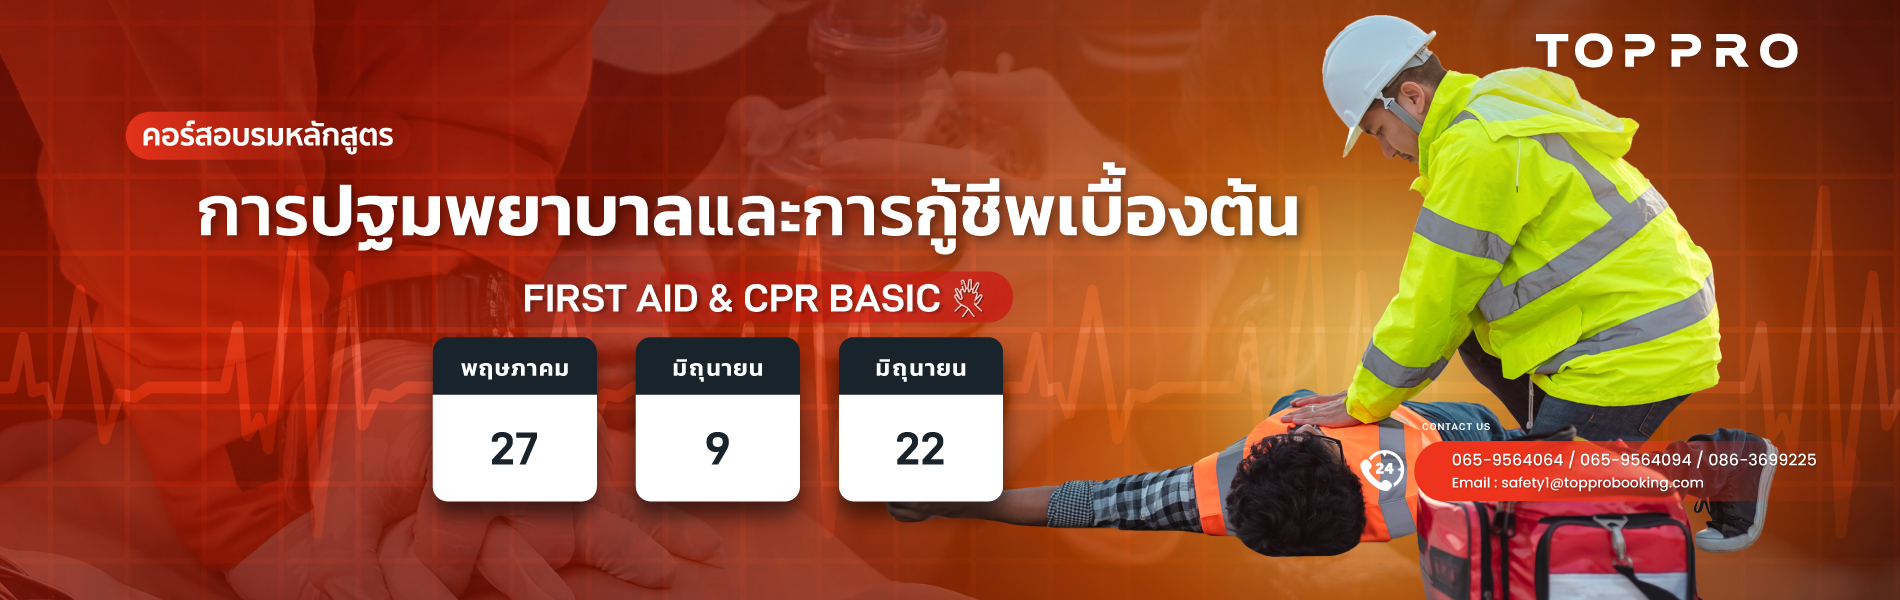 TOPPRO
คอร์สอบรมหลักสูตร
การปฐมพยาบาลและการกู้ชีพเบื้องต้น
FIRST AID & CPR BASIC
พฤษภาคม
27
มิถุนายน
9
มิถุนายน
22
CONTACT US
24
065-9564064 / 065-9564094 / 086-3699225
Email : safety1@topprobooking.com